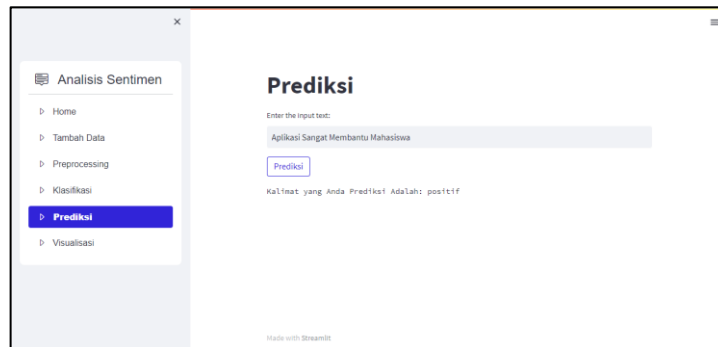 Analisis Sentimen
Home
Tambah Data
Preprocessing
Klasifikasi
Prediksi
Visualisasi
Prediksi
Enter the input text:
Aplikasi Sangat Membantu Mahasiswa
Prediksi
Kalimat yang Anda Prediksi Adalah: positif
Made with Streamlit